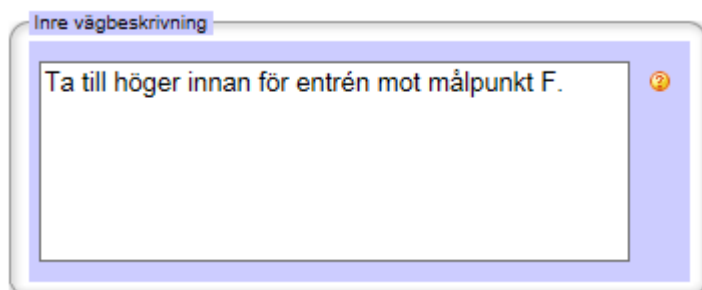 Inre vägbeskrivning
Ta till höger innan för entrén mot målpunkt F.